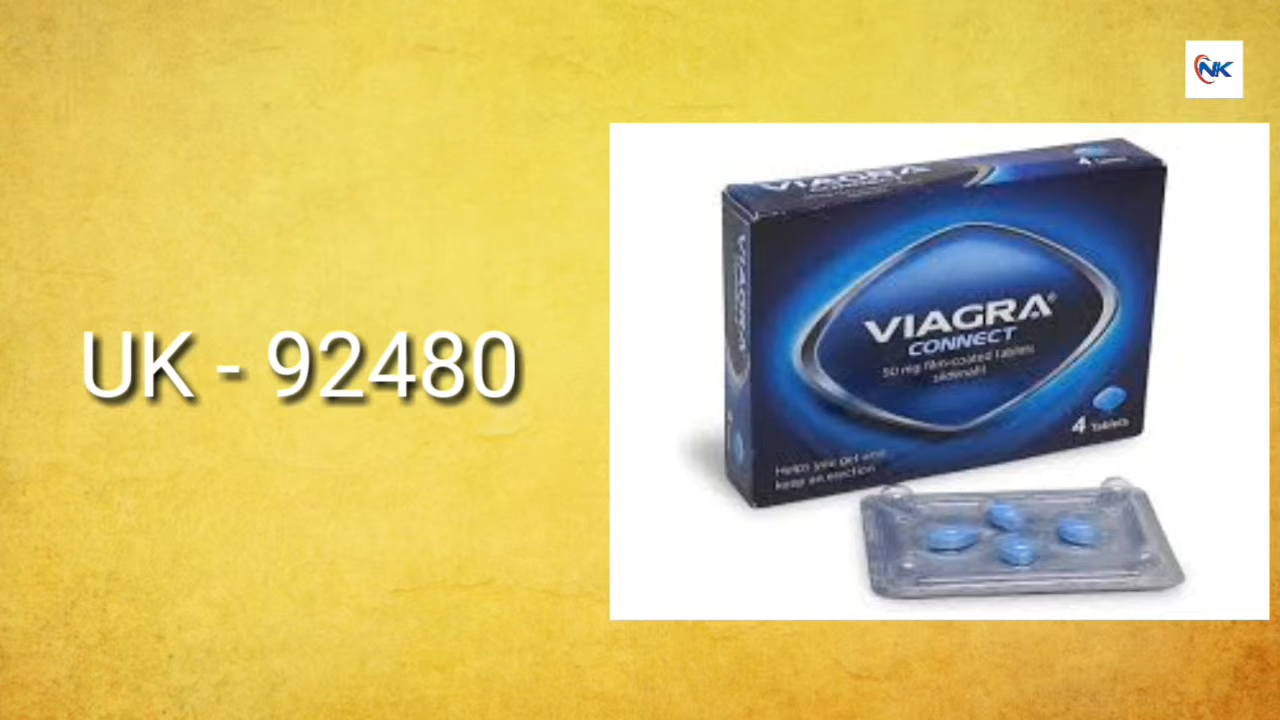 NK
UK - 92480
VIAGRA
4
VIAGRA
VIAGRA®
CONNECT
50 mg film-coated tablets
sildenafil
4 Tablets
Helps you get and
keep an erection